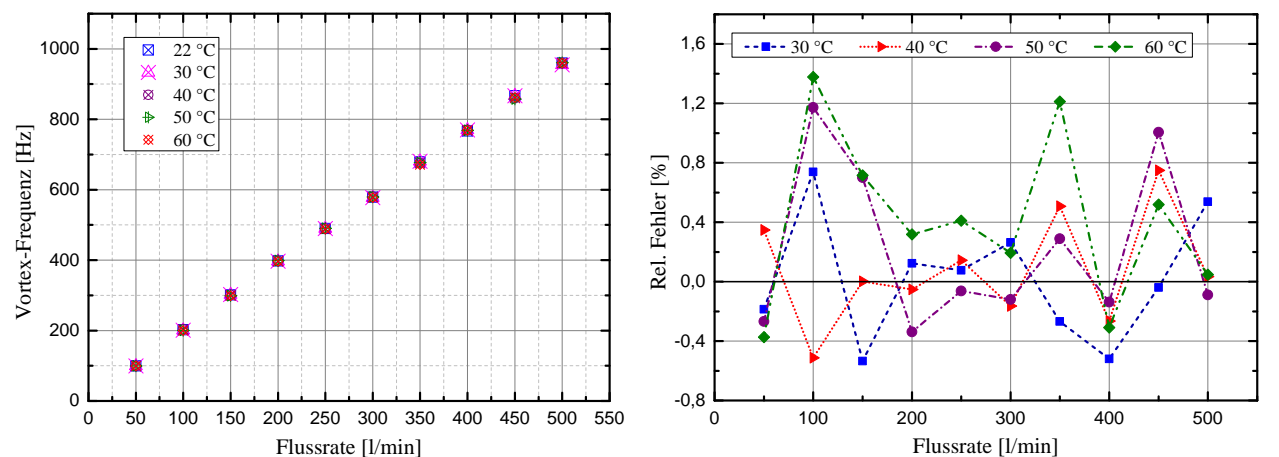 Vortex-Frequenz [Hz]
1000
800
600
400
200
0
22 °C
30 °C
40 °C
50 °C
60 °C
0 50 100 150 200 250 300 350 400 450 500 550
Flussrate [l/min]
Rel. Fehler [%]
1,6
1,2
0,8
0,4
0,0
-0,4
-0,8
30 °C 40 °C 50 °C 60 °C
0 100 200 300 400 500
Flussrate [l/min]